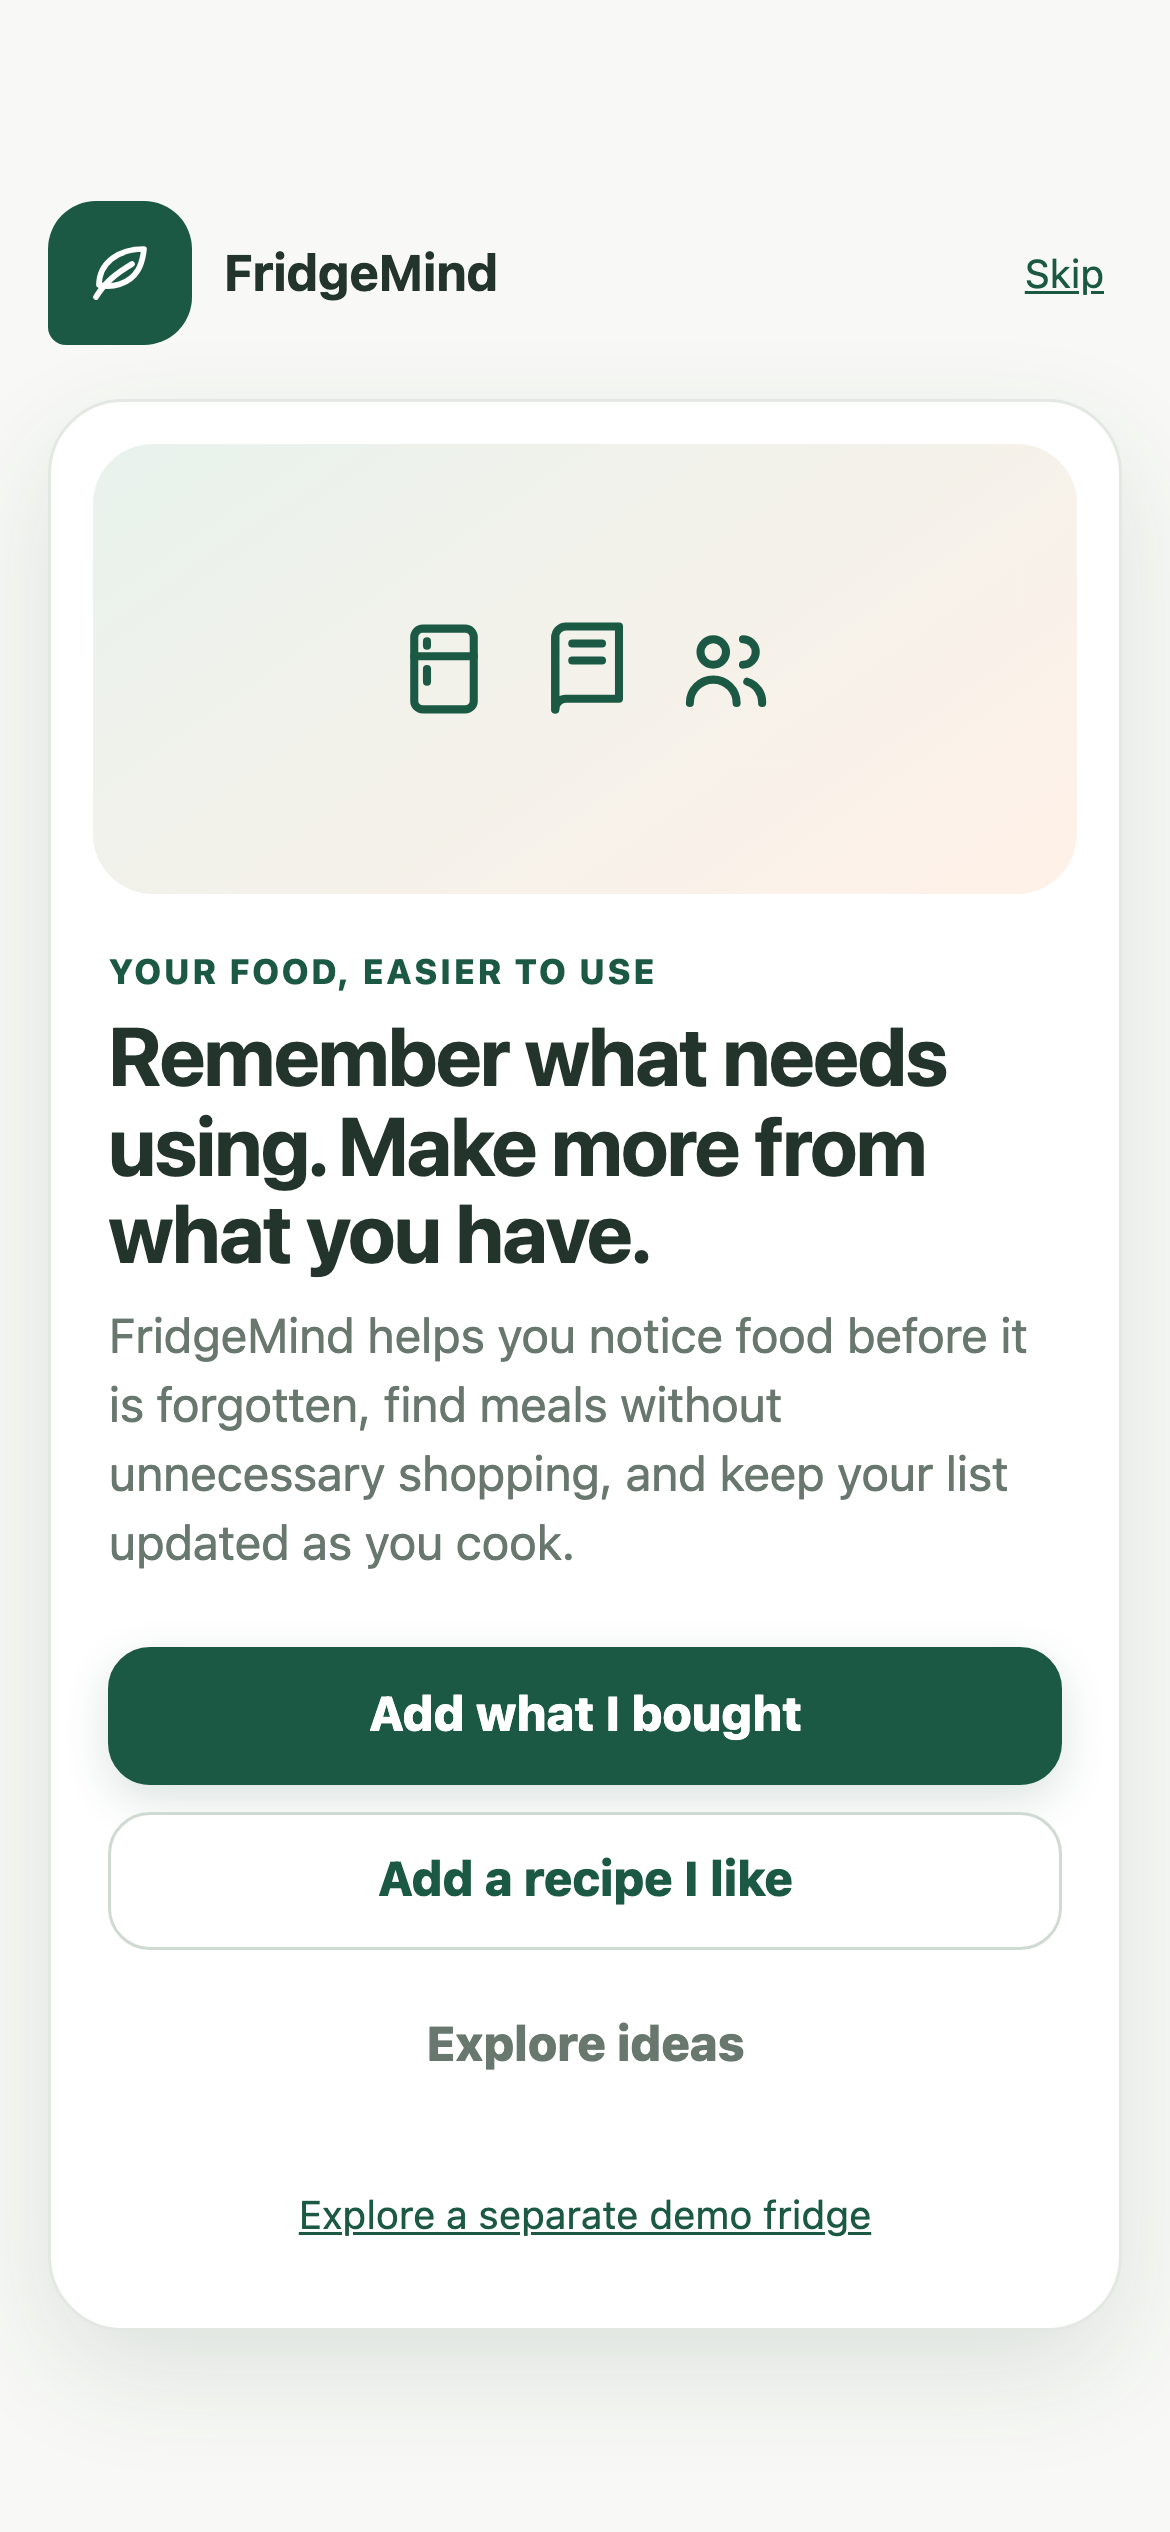 FridgeMind
Skip
YOUR FOOD, EASIER TO USE
Remember what needs
using. Make more from
what you have.
FridgeMind helps you notice food before it
is forgotten, find meals without
unnecessary shopping, and keep your list
updated as you cook.
Add what I bought
Add a recipe I like
Explore ideas
Explore a separate demo fridge